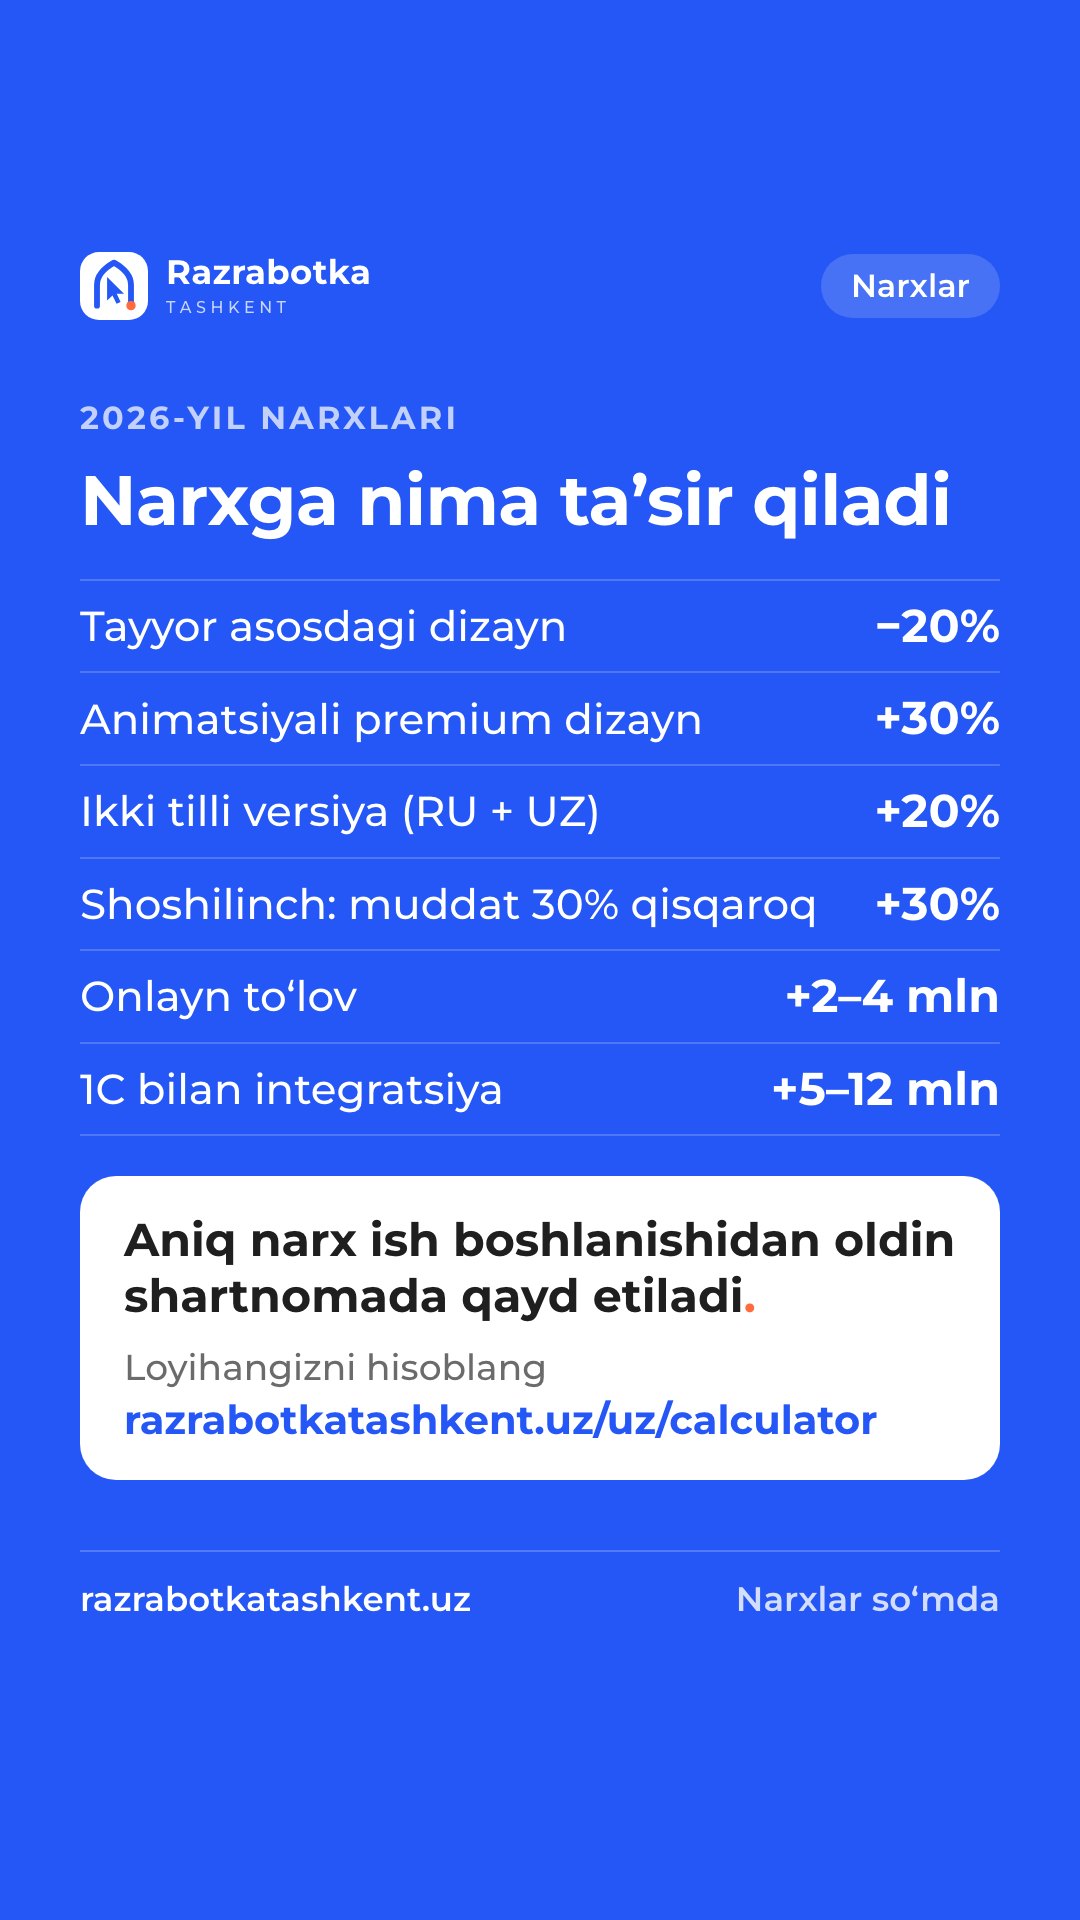 Razrabotka
TASHKENT
Narxlar
2026-YIL NARXLARI
Narxga nima ta’sir qiladi
Tayyor asosdagi dizayn −20%
Animatsiyali premium dizayn +30%
Ikki tilli versiya (RU + UZ) +20%
Shoshilinch: muddat 30% qisqaroq +30%
Onlayn to‘lov +2–4 mln
1C bilan integratsiya +5–12 mln
Aniq narx ish boshlanishidan oldin
shartnomada qayd etiladi.
Loyihangizni hisoblang
razrabotkatashkent.uz/uz/calculator
razrabotkatashkent.uz Narxlar so‘mda